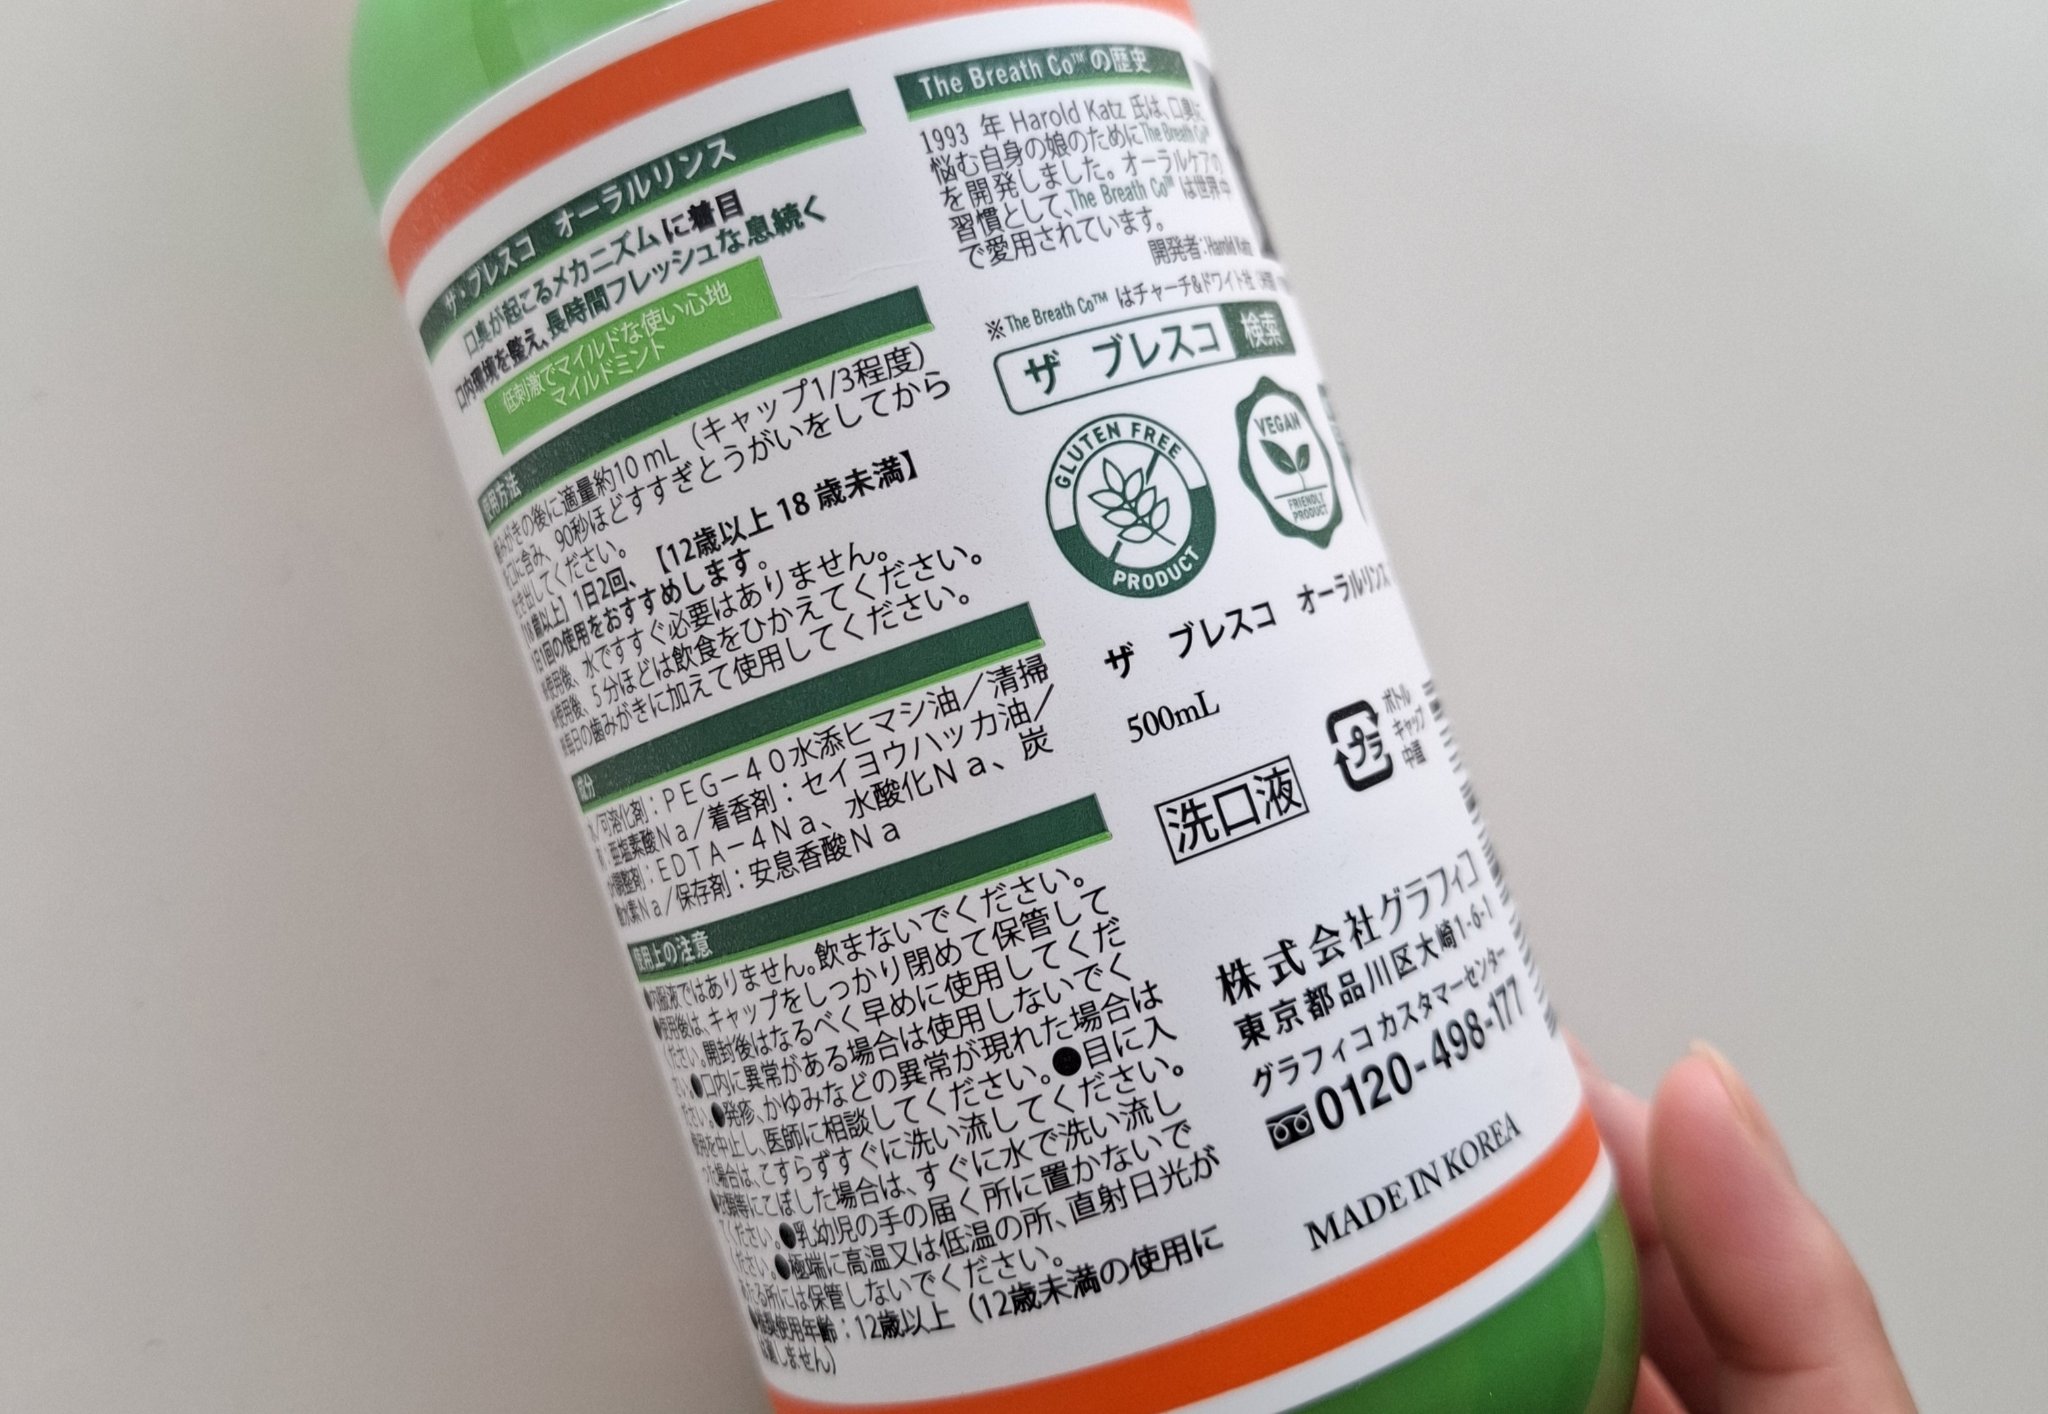 ザ・ブレスコ オーラルリンス
口臭が起こるメカニズムに着目
口内環境を整え、長時間フレッシュな息続く
低刺激でマイルドな使い心地
マイルドミント
使用方法
歯みがきの後に適量約10 mL（キャップ1/3程度）
を口に含み、90秒ほどすすぎとうがいをしてから
吐き出してください。
【18歳以上】1日2回、【12歳以上 18 歳未満】
1日1回の使用をおすすめします。
※使用後、水ですすぐ必要はありません。
※使用後、5分ほどは飲食をひかえてください。
※毎日の歯みがきに加えて使用してください。
成分
水／可溶化剤：ＰＥＧ－４０水添ヒマシ油／清掃
剤：亜塩素酸Ｎａ／着香剤：セイヨウハッカ油／
pH調整剤：ＥＤＴＡ－４Ｎａ、水酸化Ｎａ、炭
酸水素Ｎａ／保存剤：安息香酸Ｎａ
使用上の注意
●内服液ではありません。飲まないでください。
●使用後は、キャップをしっかり閉めて保管して
ください。開封後はなるべく早めに使用してくだ
さい。●口内に異常がある場合は使用しないでく
ださい。●発疹、かゆみなどの異常が現れた場合は
使用を中止し、医師に相談してください。●目に入
った場合は、こすらずすぐに洗い流してください。
●衣類等にこぼした場合は、すぐに水で洗い流し
てください。●乳幼児の手の届く所に置かないで
ください。●極端に高温又は低温の所、直射日光が
あたる所には保管しないでください。
●推奨使用年齢：12歳以上（12歳未満の使用に
は適しません）
The Breath Co™の歴史
1993 年 Harold Katz 氏は、口臭に
悩む自身の娘のためにThe Breath Co®
を開発しました。オーラルケアの
習慣として、The Breath Co™ は世界中
で愛用されています。
開発者：Harold Katz
※The Breath Co™ はチャーチ&ドワイト社
ザ ブレスコ 検索
GLUTEN FREE
PRODUCT
VEGAN
FRIENDLY
PRODUCT
ザ ブレスコ オーラルリンス
500mL
プラ
ボトル
キャップ
中蓋
洗口液
株式会社グラフィコ
東京都品川区大崎1-6-1
グラフィコ カスタマーセンター
0120-498-177
MADE IN KOREA